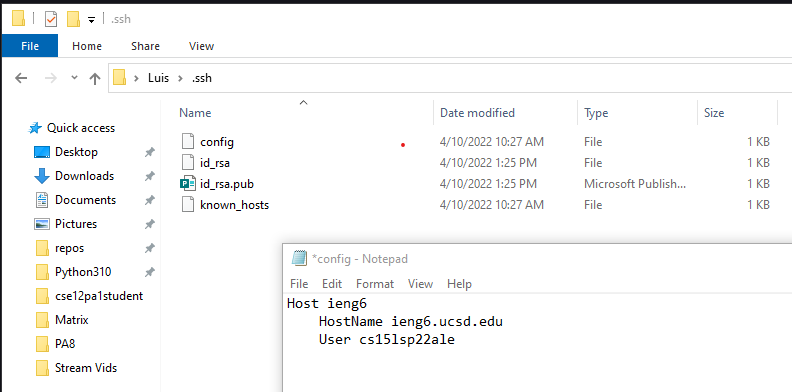 .ssh
File Home Share View
Luis .ssh
Name Date modified Type Size
Quick access
Desktop
Downloads
Documents
Pictures
repos
Python310
cse12pa1student
Matrix
PA8
Stream Vids
config 4/10/2022 10:27 AM File 1 KB
id_rsa 4/10/2022 1:25 PM File 1 KB
id_rsa.pub 4/10/2022 1:25 PM Microsoft Publish... 1 KB
known_hosts 4/10/2022 10:27 AM File 1 KB
*config - Notepad
File Edit Format View Help
Host ieng6
    HostName ieng6.ucsd.edu
    User cs15lsp22ale